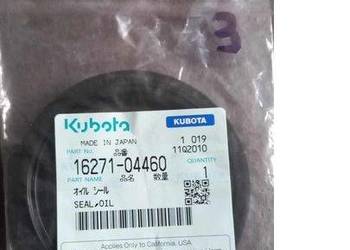 3
Kubota
KUBOTA
MADE IN JAPAN
1 019
PART No. 品番
11Q2010
16271-04460
QUANTITY
PART NAME 品名 数量
1
オイル シール
SEAL,OIL
Applies Only to California, USA